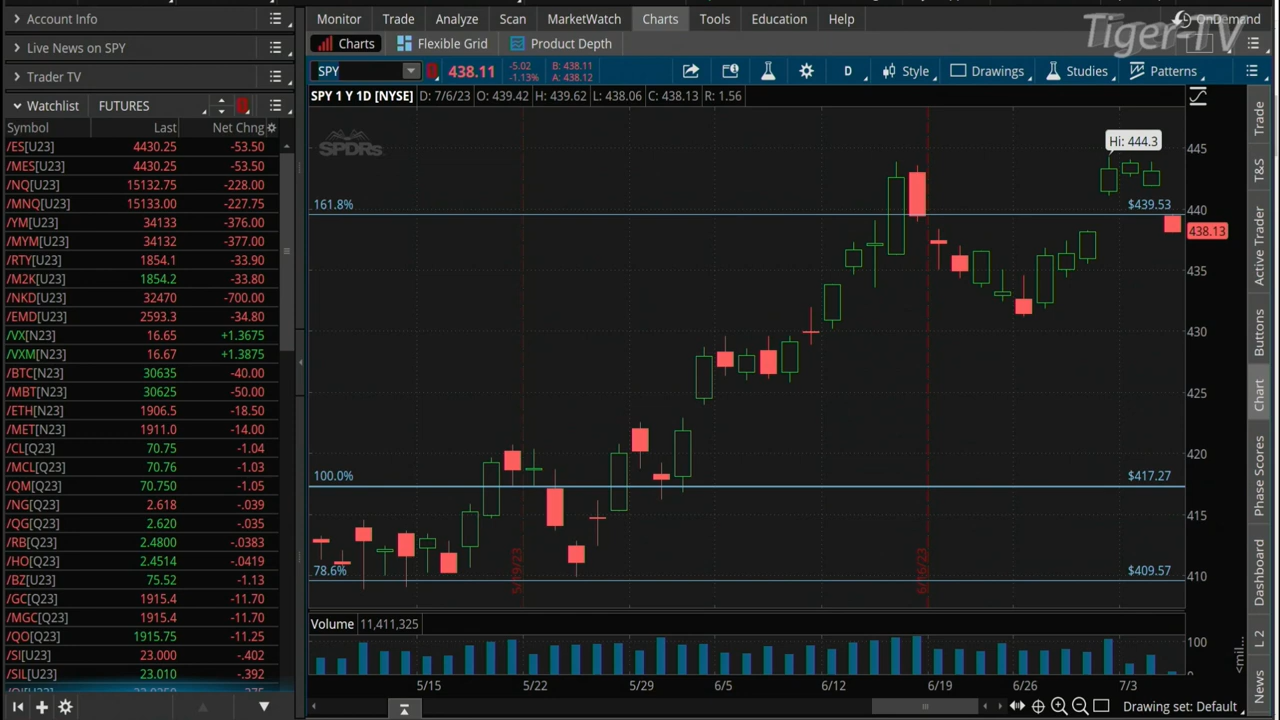 Monitor Trade Analyze Scan MarketWatch Charts Tools Education Help
OnDemand
Tiger-TV
Account Info
Live News on SPY
Trader TV
Watchlist FUTURES
Symbol Last Net Chng
/ES[U23] 4430.25 -53.50
/MES[U23] 4430.25 -53.50
/NQ[U23] 15132.75 -228.00
/MNQ[U23] 15133.00 -227.75
/YM[U23] 34133 -376.00
/MYM[U23] 34132 -377.00
/RTY[U23] 1854.1 -33.90
/M2K[U23] 1854.2 -33.80
/NKD[U23] 32470 -700.00
/EMD[U23] 2593.3 -34.80
/VX[N23] 16.65 +1.3675
/VXM[N23] 16.67 +1.3875
/BTC[N23] 30635 -40.00
/MBT[N23] 30625 -50.00
/ETH[N23] 1906.5 -18.50
/MET[N23] 1911.0 -14.00
/CL[Q23] 70.75 -1.04
/MCL[Q23] 70.76 -1.03
/QM[Q23] 70.750 -1.05
/NG[Q23] 2.618 -.039
/QG[Q23] 2.620 -.035
/RB[Q23] 2.4800 -.0383
/HO[Q23] 2.4514 -.0419
/BZ[U23] 75.52 -1.13
/GC[Q23] 1915.4 -11.70
/MGC[Q23] 1915.4 -11.70
/QO[Q23] 1915.75 -11.25
/SI[U23] 23.000 -.402
/SIL[U23] 23.010 -.392
Charts Flexible Grid Product Depth
SPY 438.11 -5.02 B: 438.11
-1.13% A: 438.12
D Style Drawings Studies Patterns
SPY 1 Y 1D [NYSE] D: 7/6/23 O: 439.42 H: 439.62 L: 438.06 C: 438.13 R: 1.56
SPDRs
Hi: 444.3
445
161.8% $439.53
440
438.13
435
430
425
420
100.0% $417.27
415
78.6% $409.57
410
5/19/23
6/16/23
Volume 11,411,325
100
<mil...
0
5/15 5/22 5/29 6/5 6/12 6/19 6/26 7/3
Drawing set: Default
Trade
T&S
Active Trader
Buttons
Chart
Phase Scores
Dashboard
L 2
News